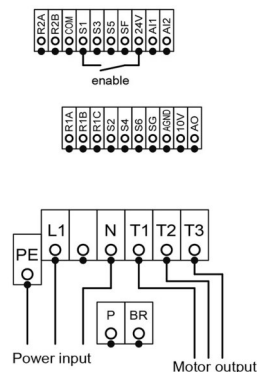 R2A R2B COM S1 S3 S5 SF 24V AI1 AI2
enable
R1A R1B R1C S2 S4 S6 SG AGND 10V AO
L1 N T1 T2 T3
PE
P BR
Power input
Motor output